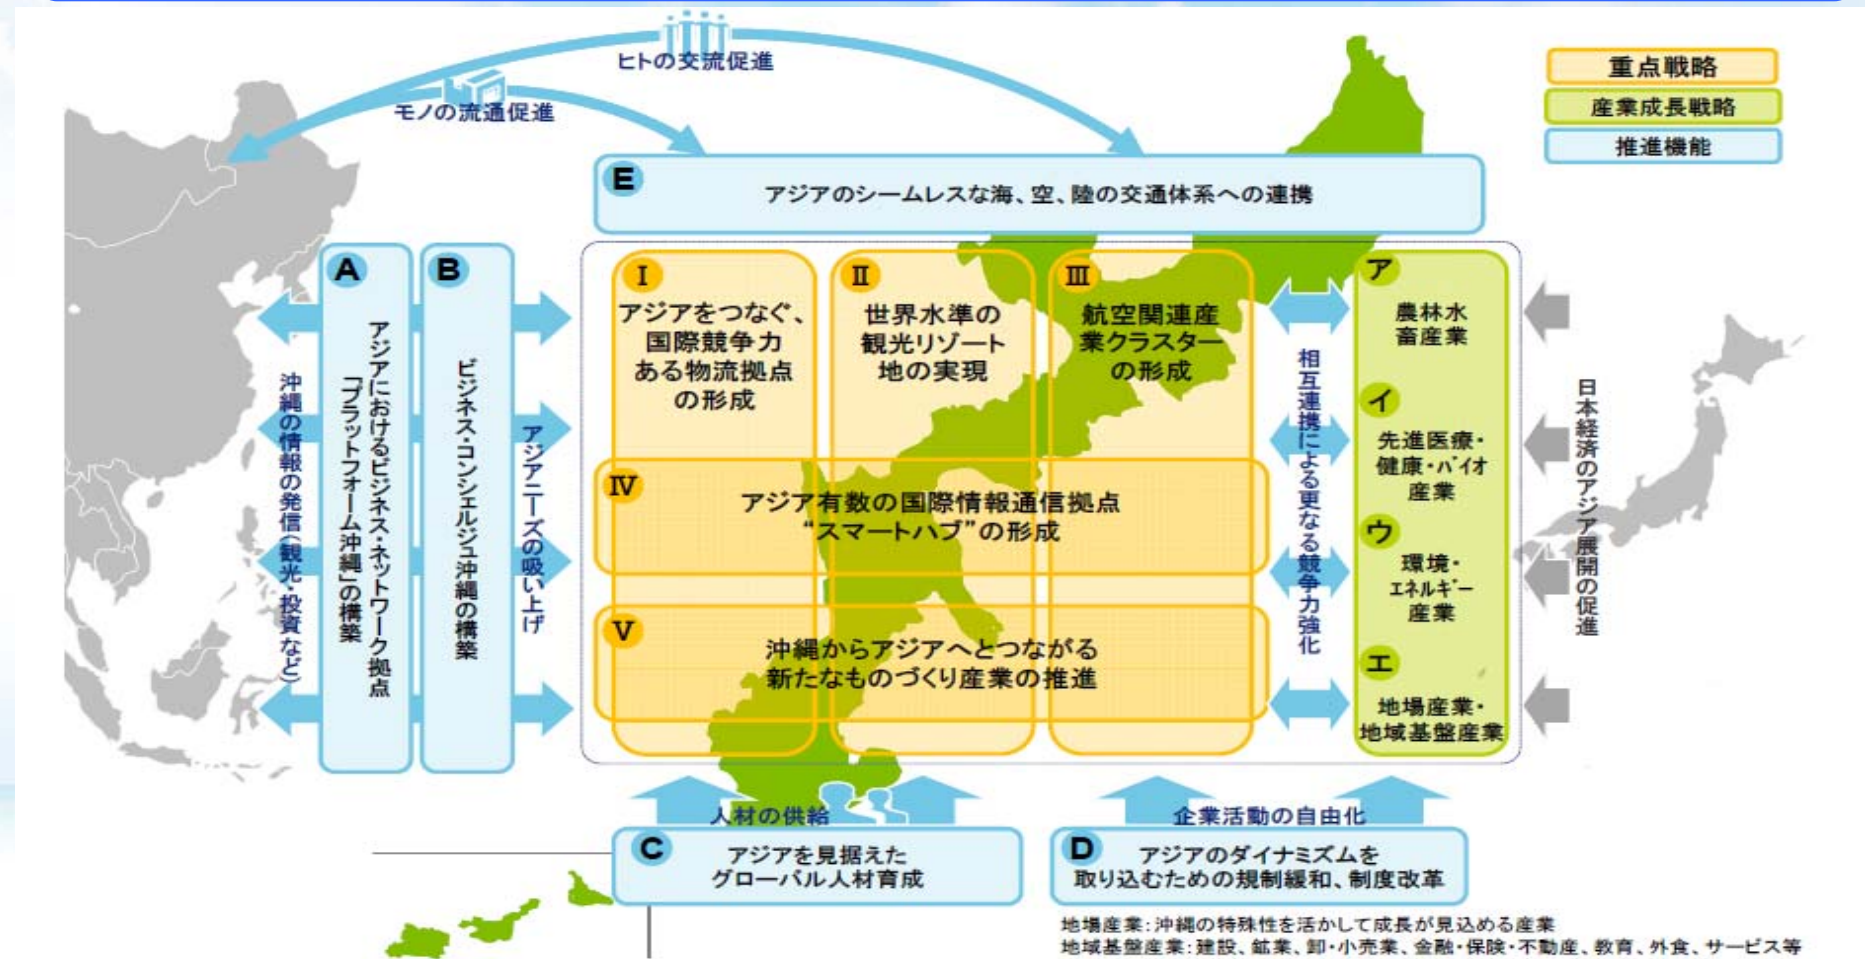 ヒトの交流促進
モノの流通促進
重点戦略
産業成長戦略
推進機能
E
アジアのシームレスな海、空、陸の交通体系への連携
A
アジアにおけるビジネス・ネットワーク拠点
「プラットフォーム沖縄」の構築
B
ビジネス・コンシェルジュ沖縄の構築
沖縄の情報の発信(観光・投資など)
アジアニーズの吸い上げ
Ⅰ
アジアをつなぐ、
国際競争力
ある物流拠点
の形成
Ⅱ
世界水準の
観光リゾート
地の実現
Ⅲ
航空関連産
業クラスター
の形成
Ⅳ
アジア有数の国際情報通信拠点
“スマートハブ”の形成
Ⅴ
沖縄からアジアへとつながる
新たなものづくり産業の推進
相互連携による更なる競争力強化
ア
農林水
畜産業
イ
先進医療・
健康・バイオ
産業
ウ
環境・
エネルギー
産業
エ
地場産業・
地域基盤産業
日本経済のアジア展開の促進
人材の供給
C
アジアを見据えた
グローバル人材育成
企業活動の自由化
D
アジアのダイナミズムを
取り込むための規制緩和、制度改革
地場産業:沖縄の特殊性を活かして成長が見込める産業
地域基盤産業:建設、鉱業、卸・小売業、金融・保険・不動産、教育、外食、サービス等